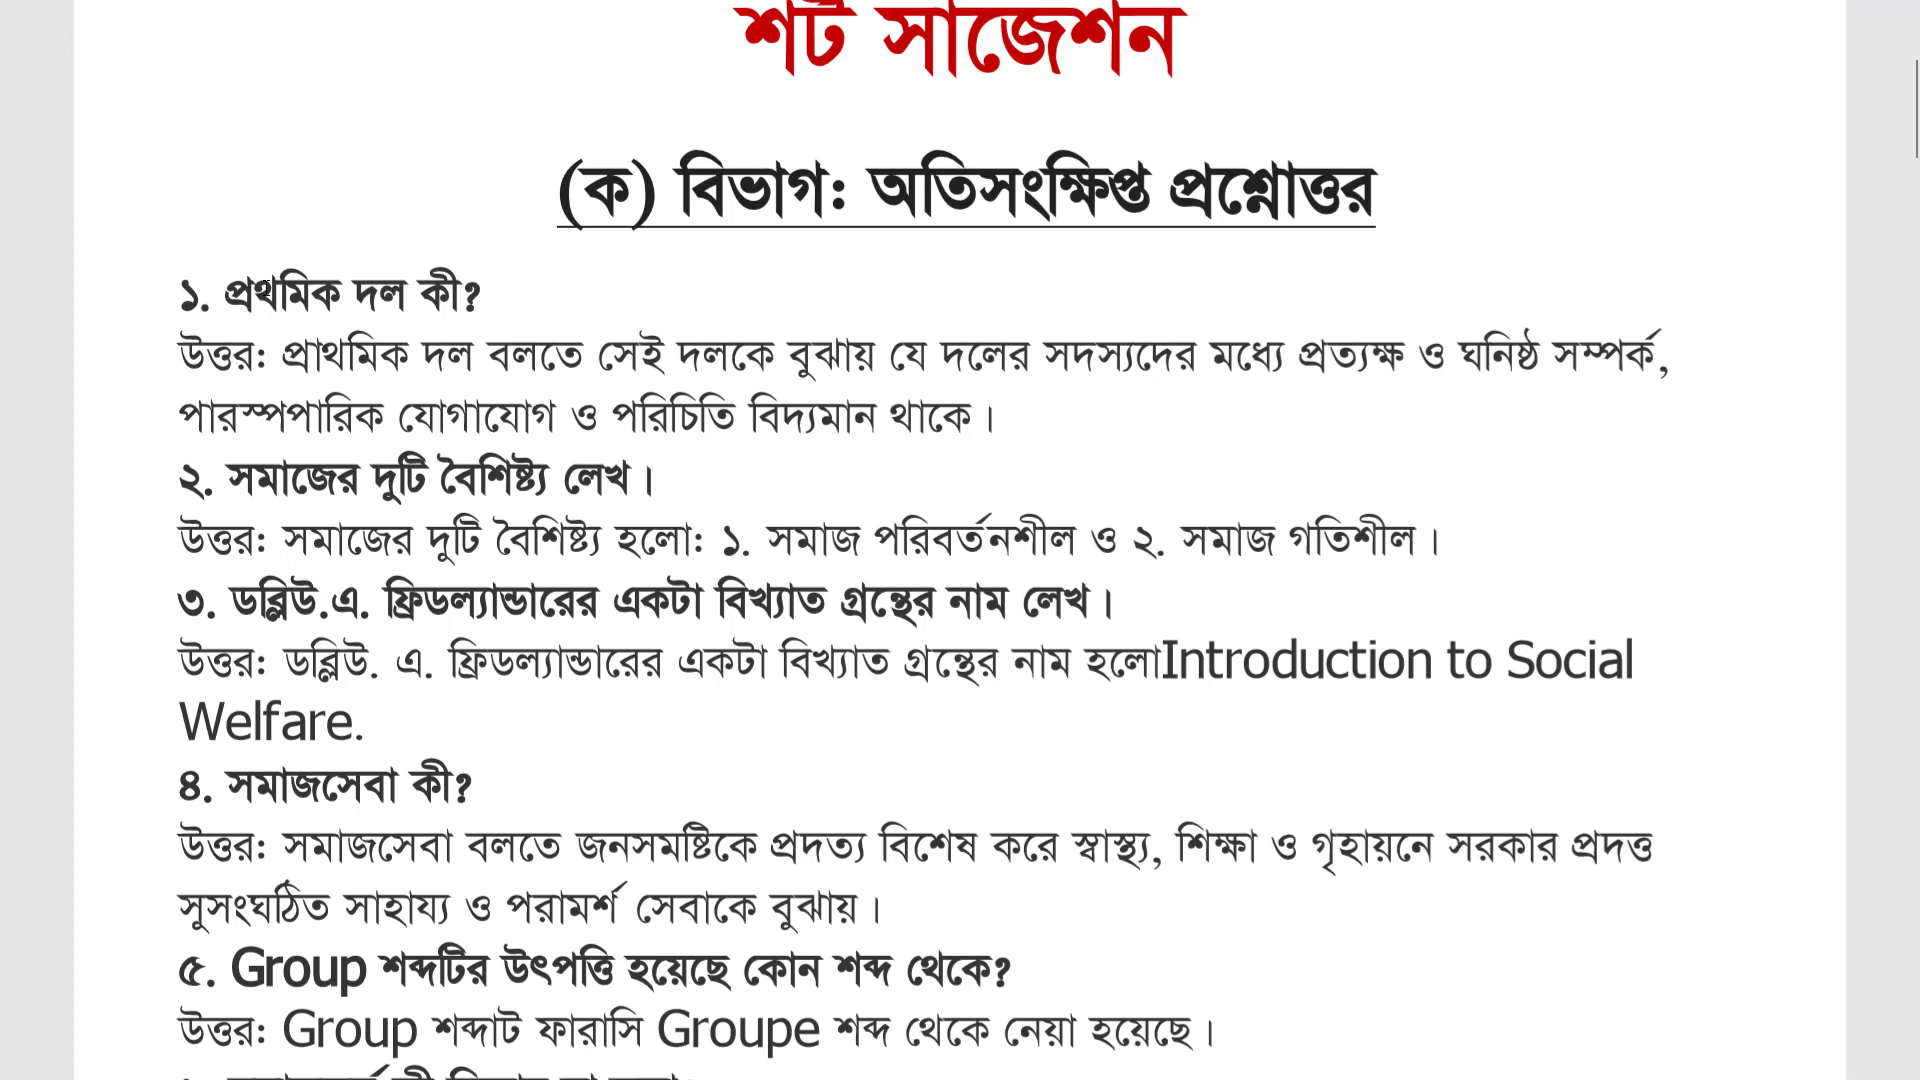 শর্ট সাজেশন
(ক) বিভাগ: অতিসংক্ষিপ্ত প্রশ্নোত্তর
১. প্রথমিক দল কী?
উত্তর: প্রাথমিক দল বলতে সেই দলকে বুঝায় যে দলের সদস্যদের মধ্যে প্রত্যক্ষ ও ঘনিষ্ঠ সম্পর্ক,
পারস্পপারিক যোগাযোগ ও পরিচিতি বিদ্যমান থাকে।
২. সমাজের দুটি বৈশিষ্ট্য লেখ।
উত্তর: সমাজের দুটি বৈশিষ্ট্য হলো: ১. সমাজ পরিবর্তনশীল ও ২. সমাজ গতিশীল।
৩. ডব্লিউ.এ. ফ্রিডল্যান্ডারের একটা বিখ্যাত গ্রন্থের নাম লেখ।
উত্তর: ডব্লিউ. এ. ফ্রিডল্যান্ডারের একটা বিখ্যাত গ্রন্থের নাম হলোIntroduction to Social
Welfare.
৪. সমাজসেবা কী?
উত্তর: সমাজসেবা বলতে জনসমষ্টিকে প্রদত্য বিশেষ করে স্বাস্থ্য, শিক্ষা ও গৃহায়নে সরকার প্রদত্ত
সুসংঘঠিত সাহায্য ও পরামর্শ সেবাকে বুঝায়।
৫. Group শব্দটির উৎপত্তি হয়েছে কোন শব্দ থেকে?
উত্তর: Group শব্দাট ফারাসি Groupe শব্দ থেকে নেয়া হয়েছে।